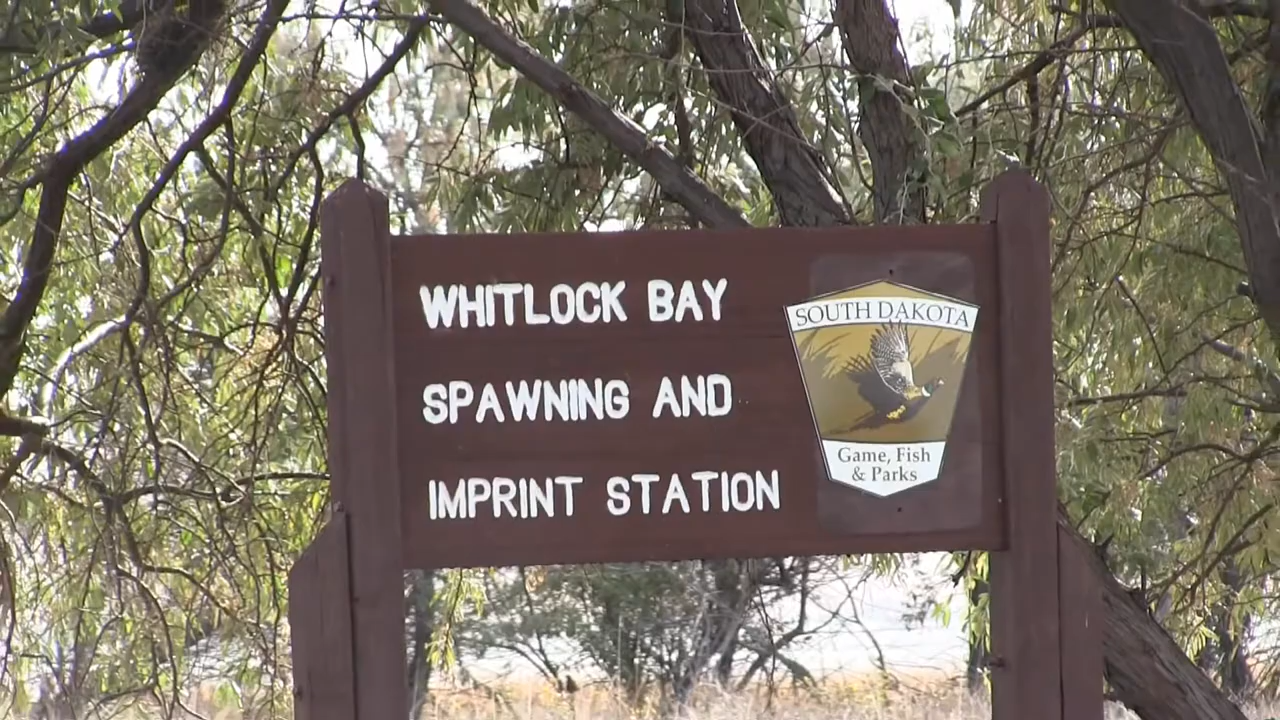 WHITLOCK BAY
SPAWNING AND
IMPRINT STATION
SOUTH DAKOTA
Game, Fish
& Parks